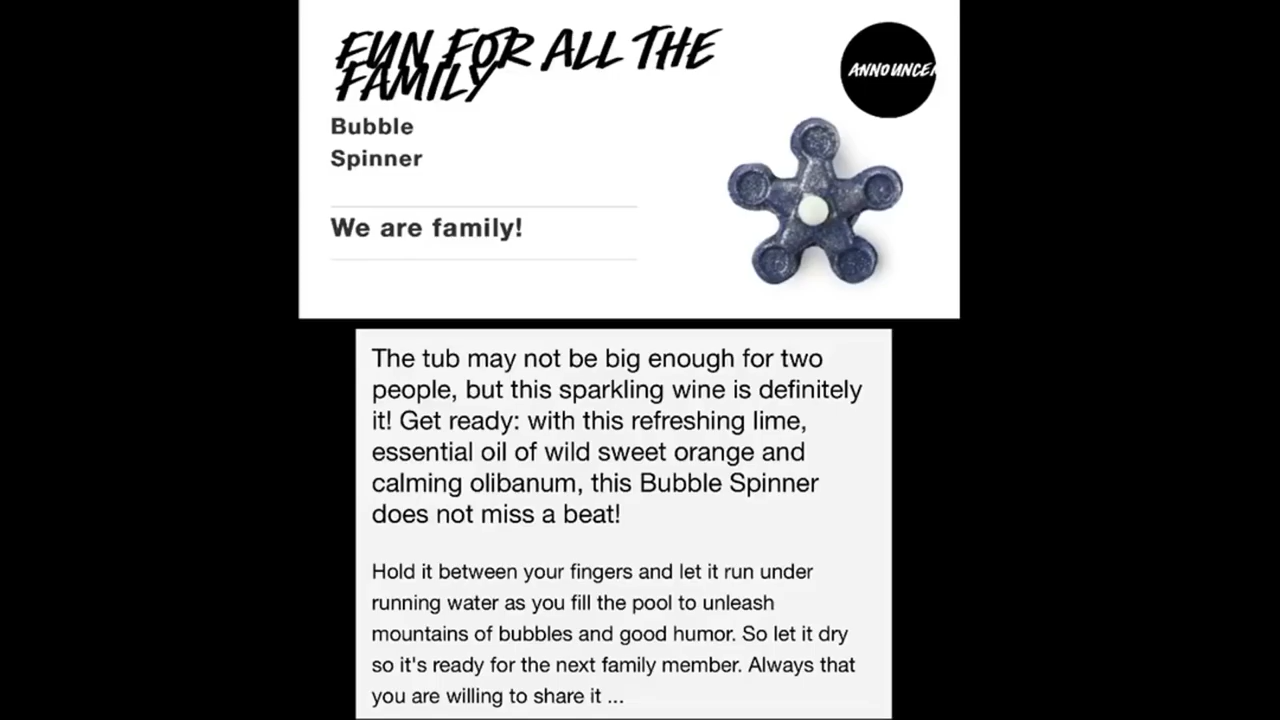 FUN FOR ALL THE
FAMILY
ANNOUNCE
Bubble
Spinner
We are family!
The tub may not be big enough for two
people, but this sparkling wine is definitely
it! Get ready: with this refreshing lime,
essential oil of wild sweet orange and
calming olibanum, this Bubble Spinner
does not miss a beat!
Hold it between your fingers and let it run under
running water as you fill the pool to unleash
mountains of bubbles and good humor. So let it dry
so it's ready for the next family member. Always that
you are willing to share it ...